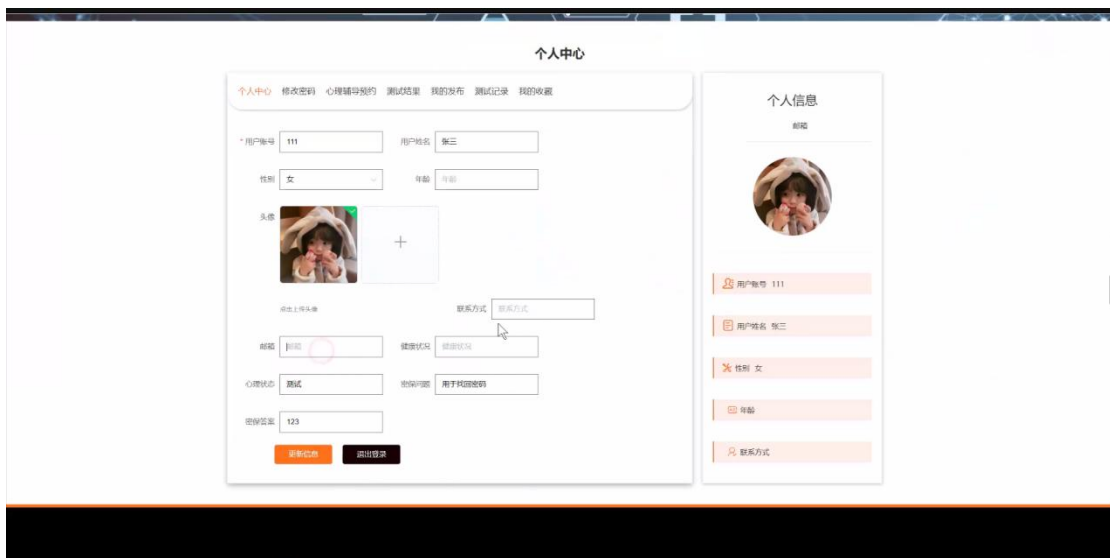 个人中心
个人中心 修改密码 心理辅导预约 测试结果 我的发布 测试记录 我的收藏
* 用户账号 111 用户姓名 张三
性别 女 年龄 年龄
头像
点击上传头像 联系方式 联系方式
邮箱 邮箱 健康状况 健康状况
心理状态 测试 密保问题 用于找回密码
密保答案 123
更新信息 退出登录
个人信息
邮箱
用户账号 111
用户姓名 张三
性别 女
年龄
联系方式